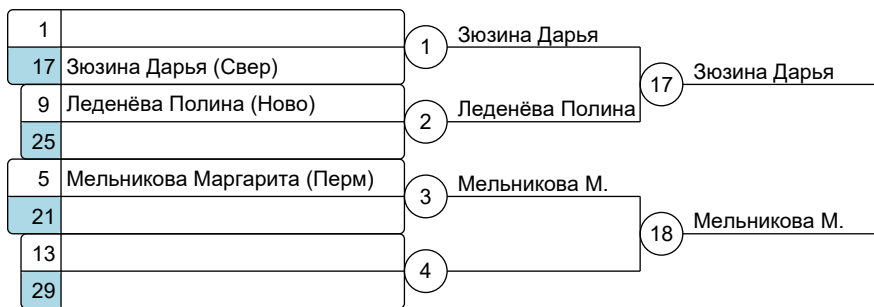 1
1 Зюзина Дарья
17 Зюзина Дарья (Свер)
17 Зюзина Дарья
9 Леденёва Полина (Ново)
2 Леденёва Полина
25
5 Мельникова Маргарита (Перм)
3 Мельникова М.
21
18 Мельникова М.
13
4
29